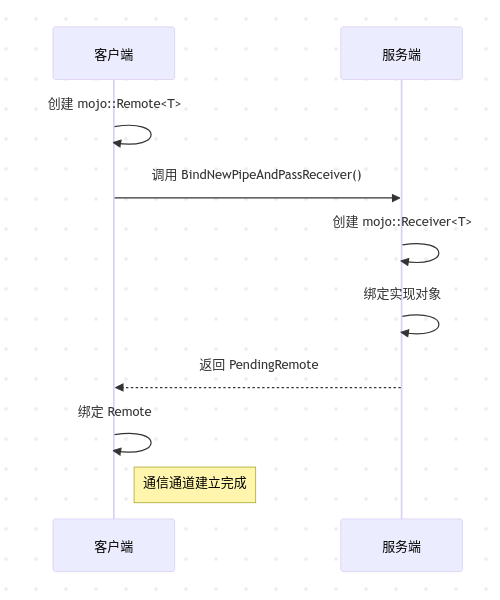 客户端
服务端
创建 mojo::Remote<T>
调用 BindNewPipeAndPassReceiver()
创建 mojo::Receiver<T>
绑定实现对象
返回 PendingRemote
绑定 Remote
通信通道建立完成
客户端
服务端